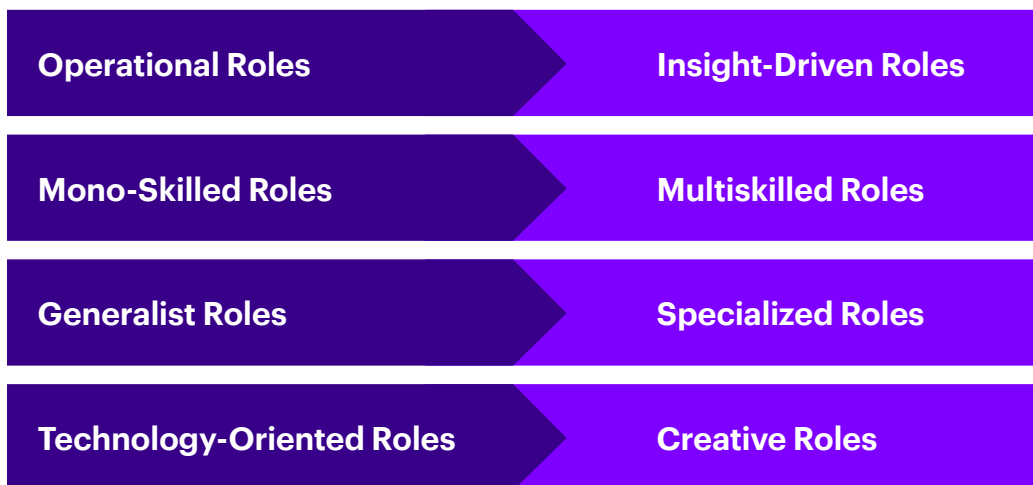 Operational Roles
Insight-Driven Roles
Mono-Skilled Roles
Multiskilled Roles
Generalist Roles
Specialized Roles
Technology-Oriented Roles
Creative Roles